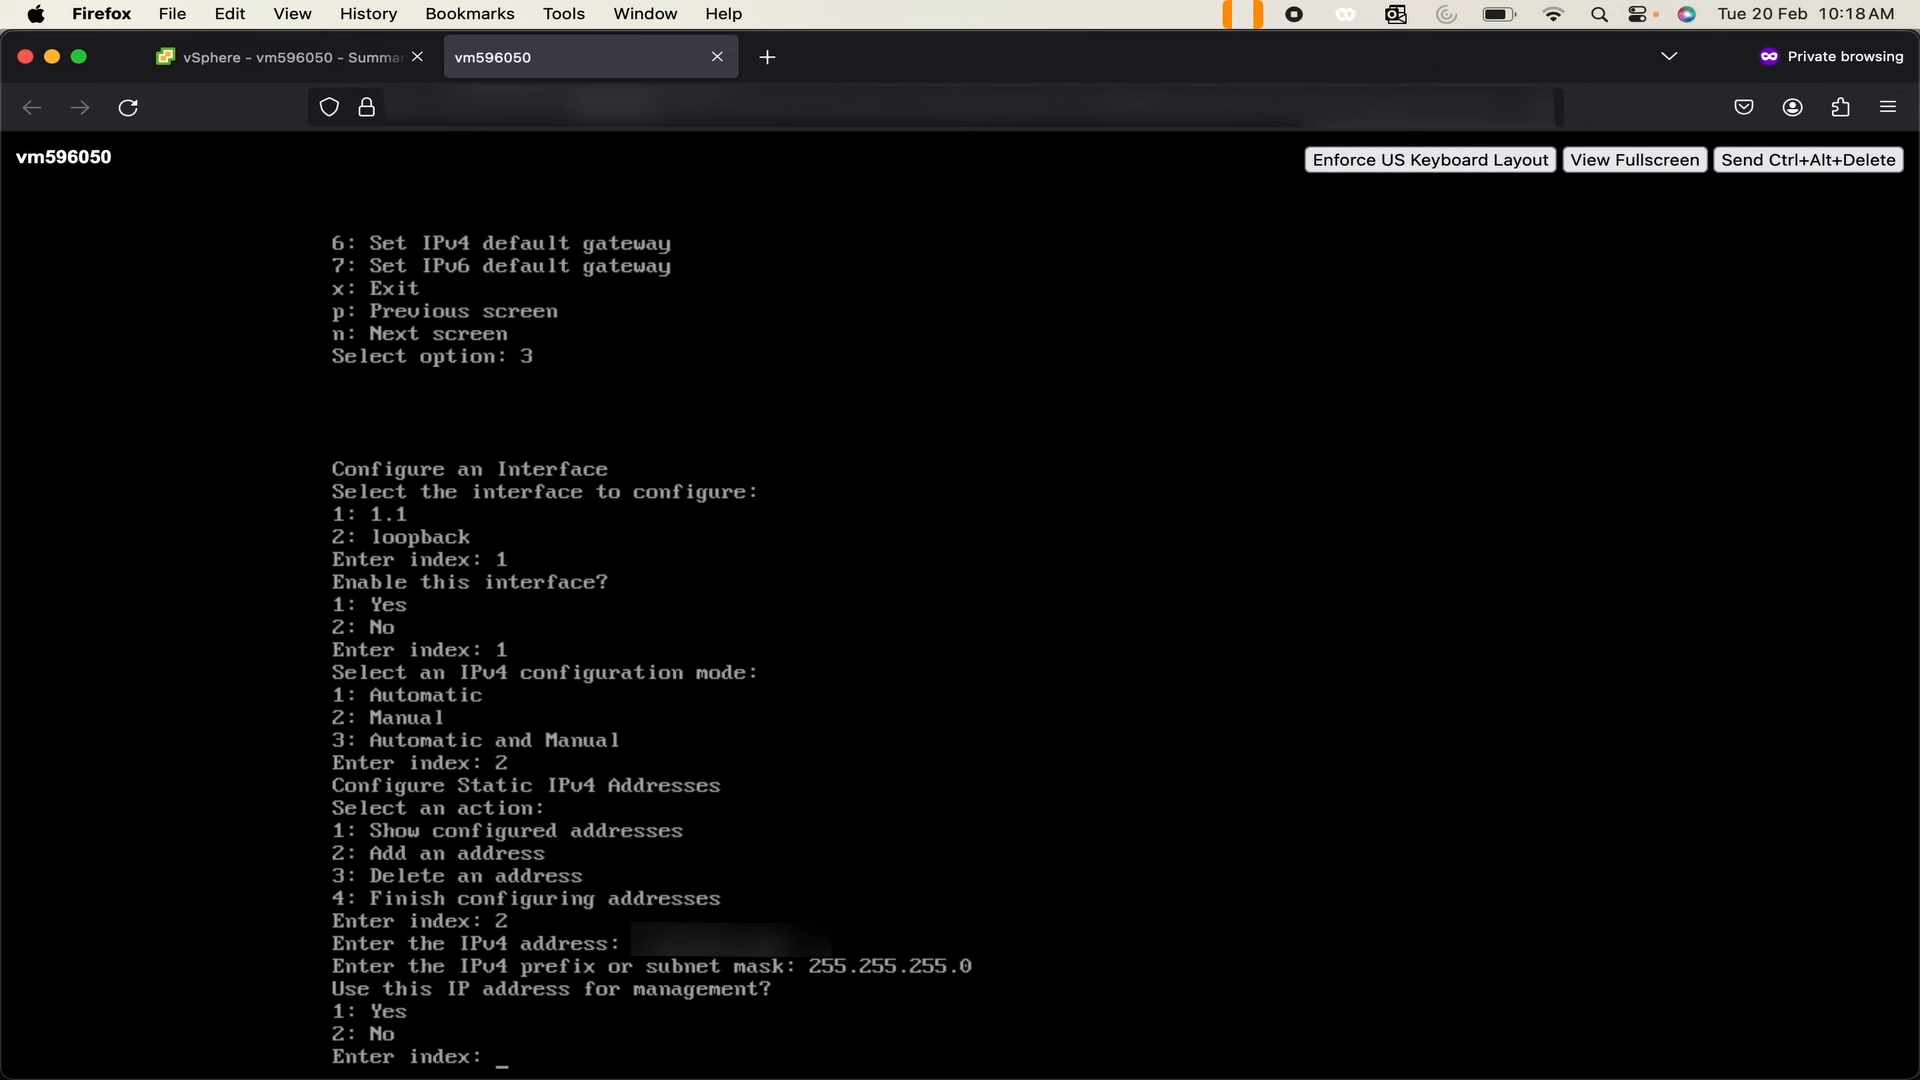 Firefox File Edit View History Bookmarks Tools Window Help Tue 20 Feb 10:18 AM
vSphere - vm596050 - Summar vm596050 Private browsing
vm596050 Enforce US Keyboard Layout View Fullscreen Send Ctrl+Alt+Delete
6: Set IPv4 default gateway
7: Set IPv6 default gateway
x: Exit
p: Previous screen
n: Next screen
Select option: 3
Configure an Interface
Select the interface to configure:
1: 1.1
2: loopback
Enter index: 1
Enable this interface?
1: Yes
2: No
Enter index: 1
Select an IPv4 configuration mode:
1: Automatic
2: Manual
3: Automatic and Manual
Enter index: 2
Configure Static IPv4 Addresses
Select an action:
1: Show configured addresses
2: Add an address
3: Delete an address
4: Finish configuring addresses
Enter index: 2
Enter the IPv4 address:
Enter the IPv4 prefix or subnet mask: 255.255.255.0
Use this IP address for management?
1: Yes
2: No
Enter index: _